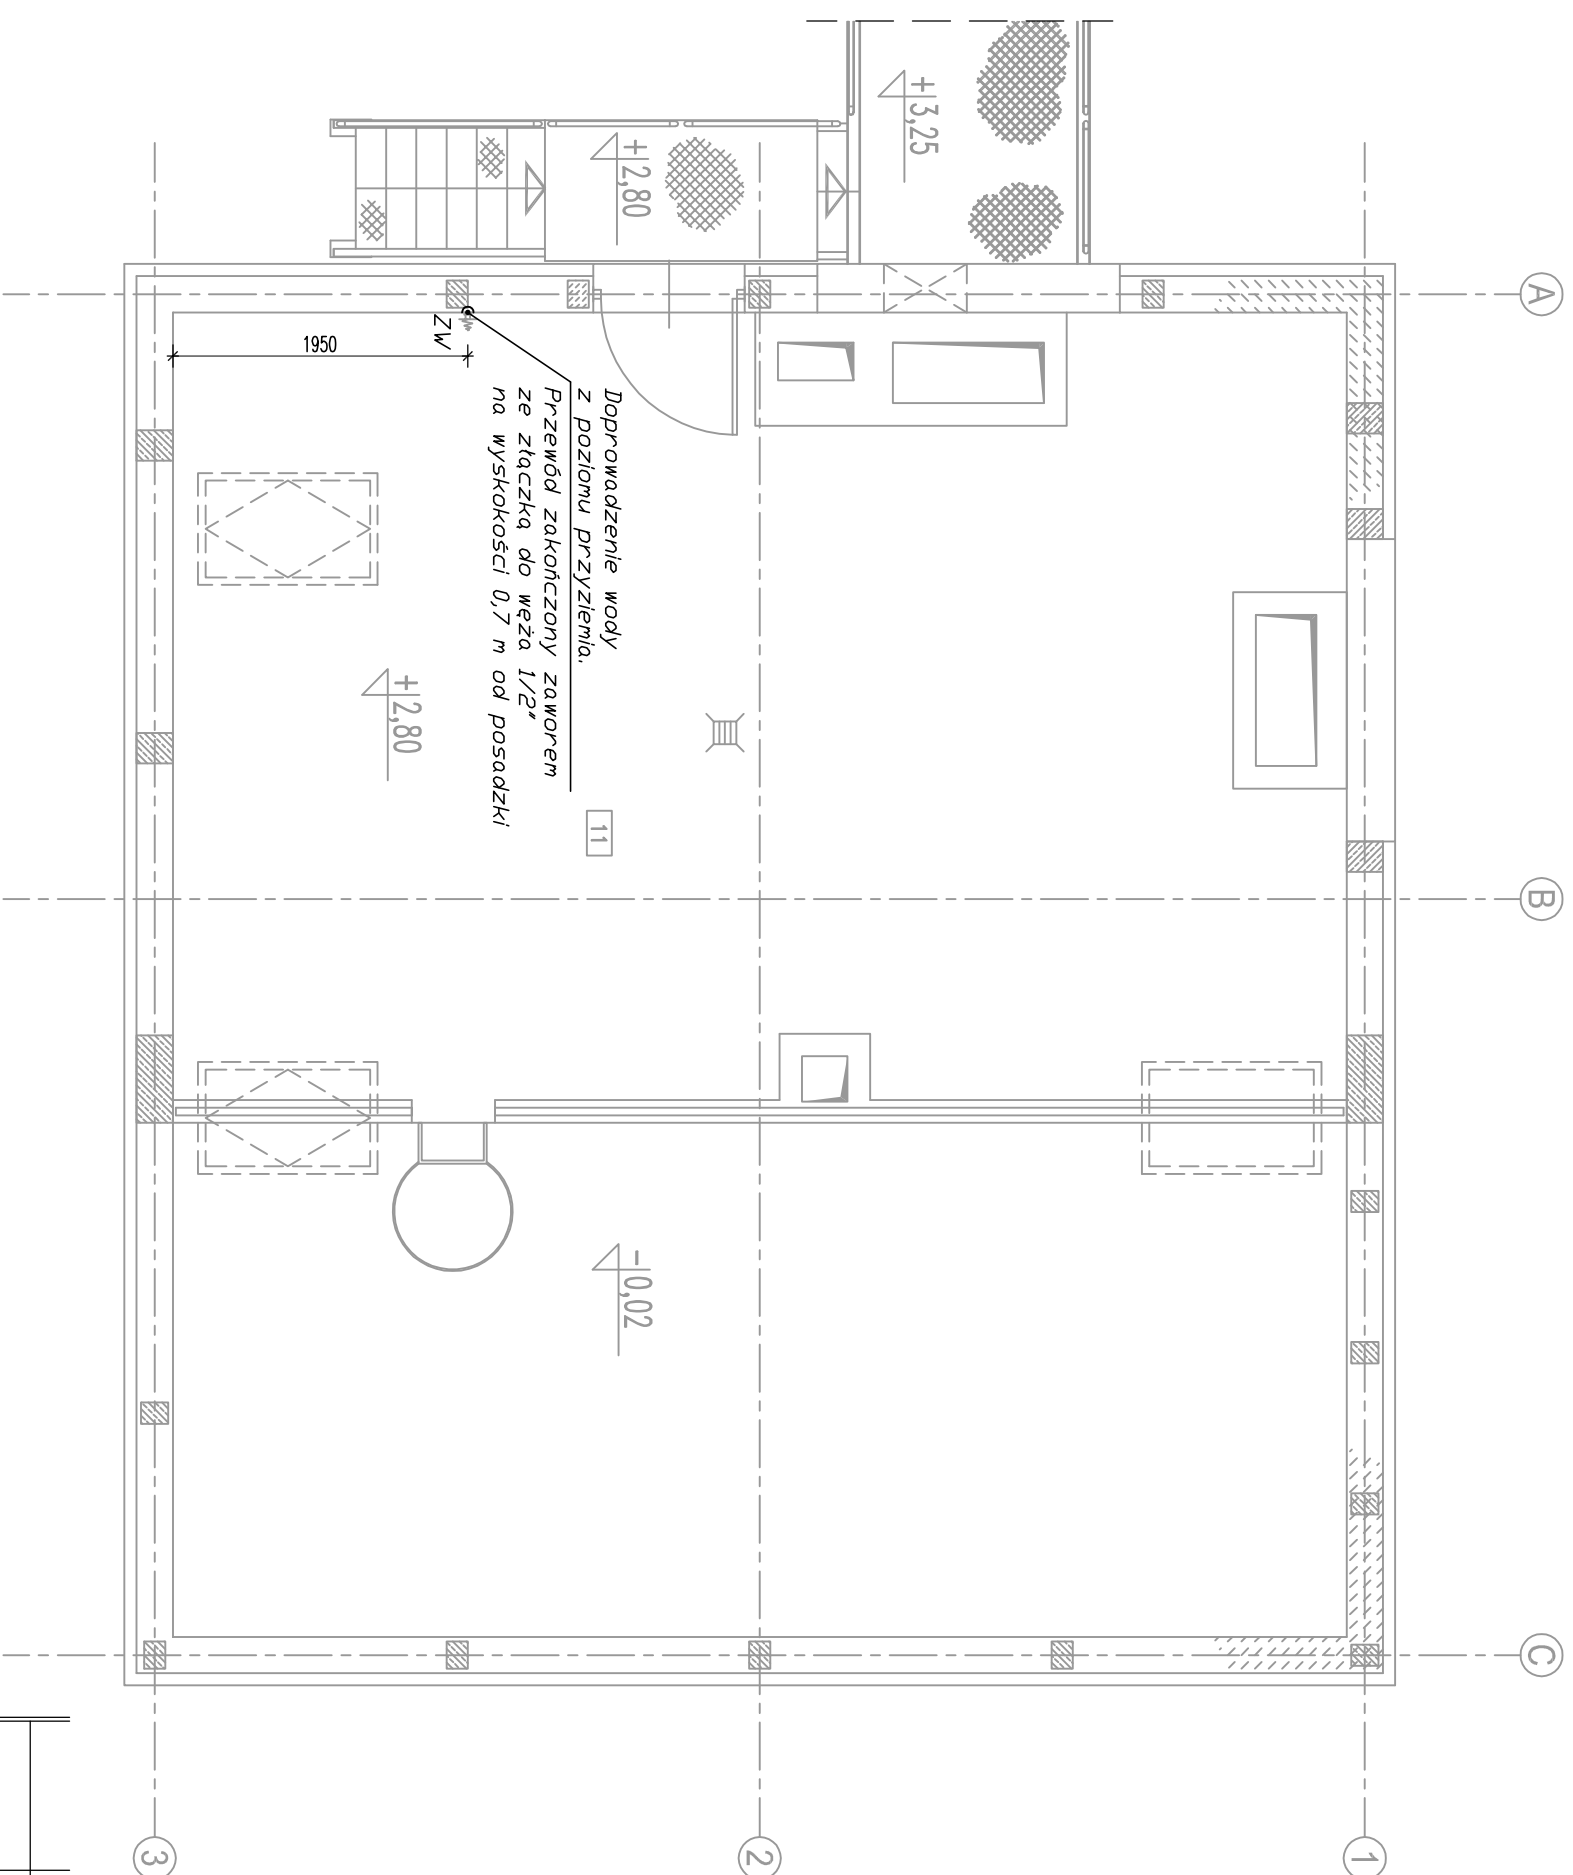 +3,25
+2,80
A
ZW
1950
Doprowadzenie wody
z poziomu przyziemia.
Przewód zakończony zaworem
ze złączką do węża 1/2"
na wyskokości 0,7 m od posadzki
+2,80
11
B
-0,02
C
3
2
1